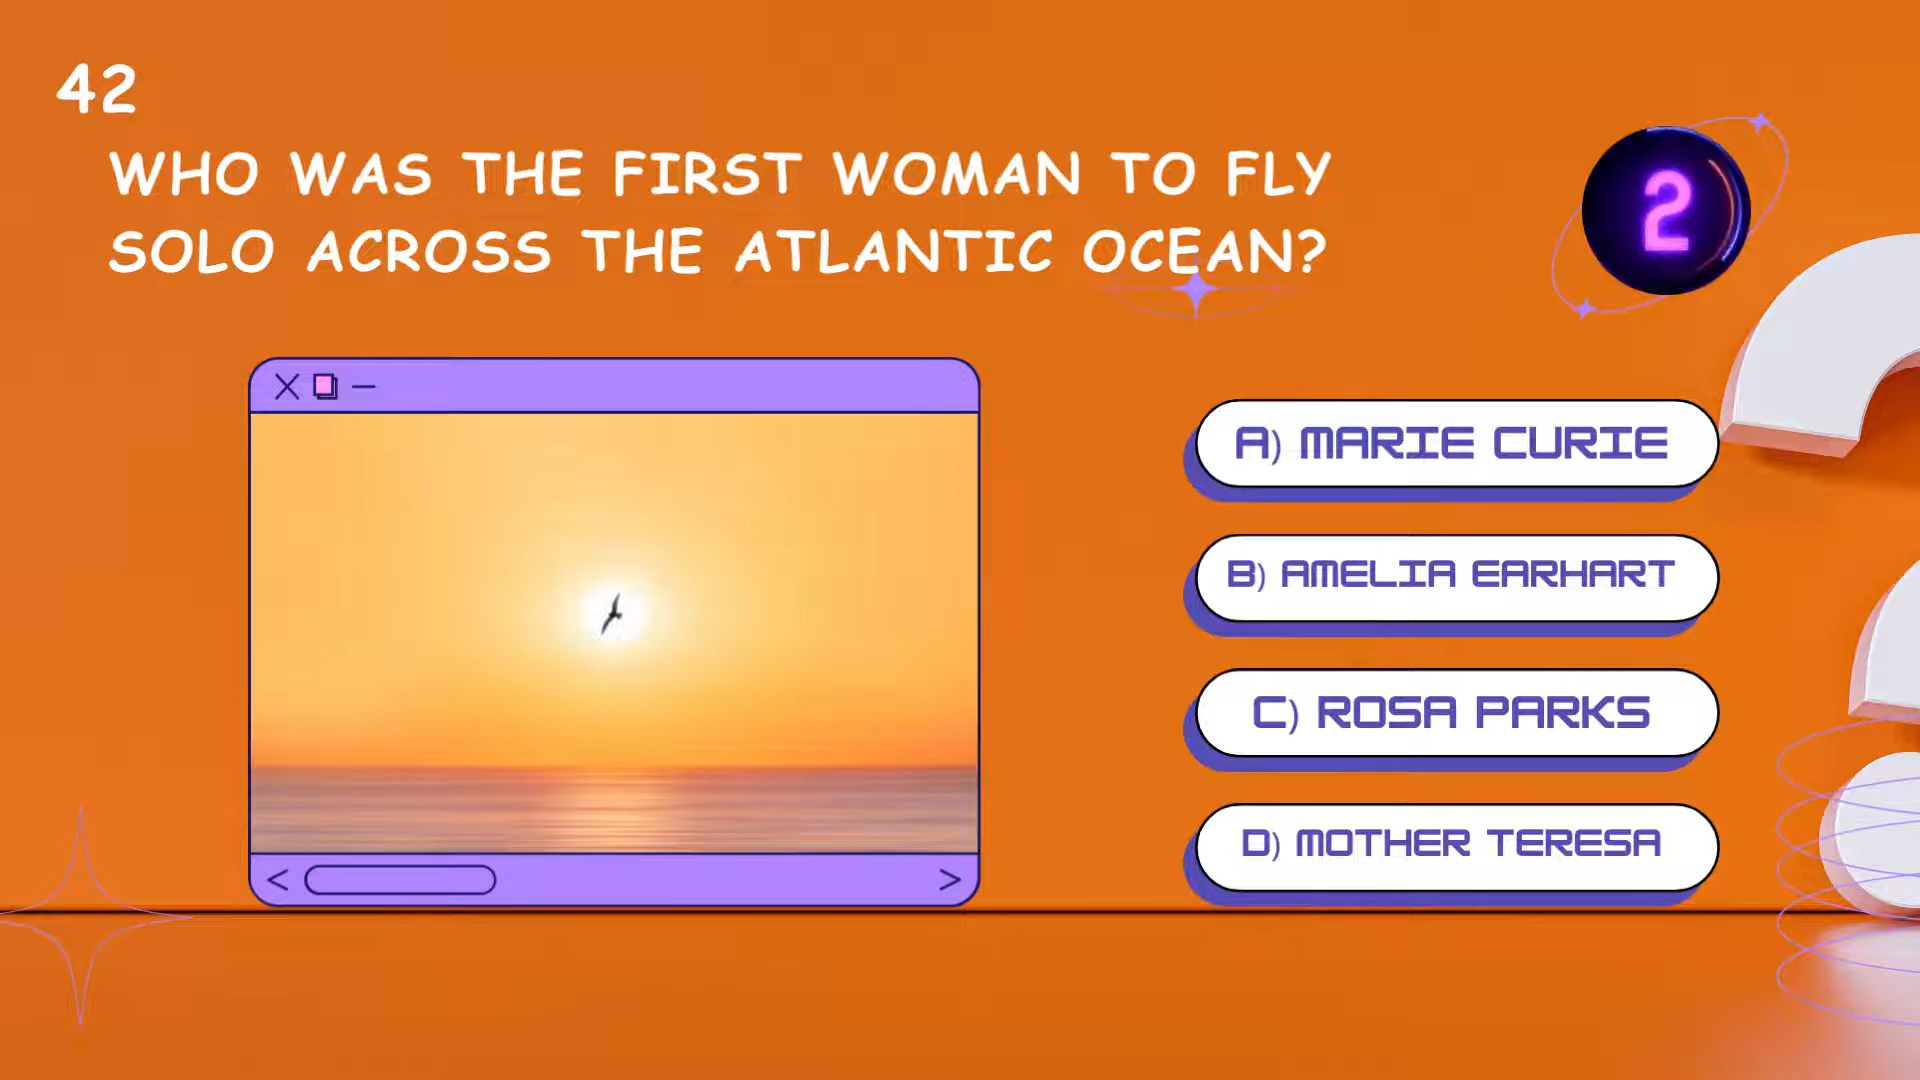 42
WHO WAS THE FIRST WOMAN TO FLY
SOLO ACROSS THE ATLANTIC OCEAN?
2
A) MARIE CURIE
B) AMELIA EARHART
C) ROSA PARKS
D) MOTHER TERESA